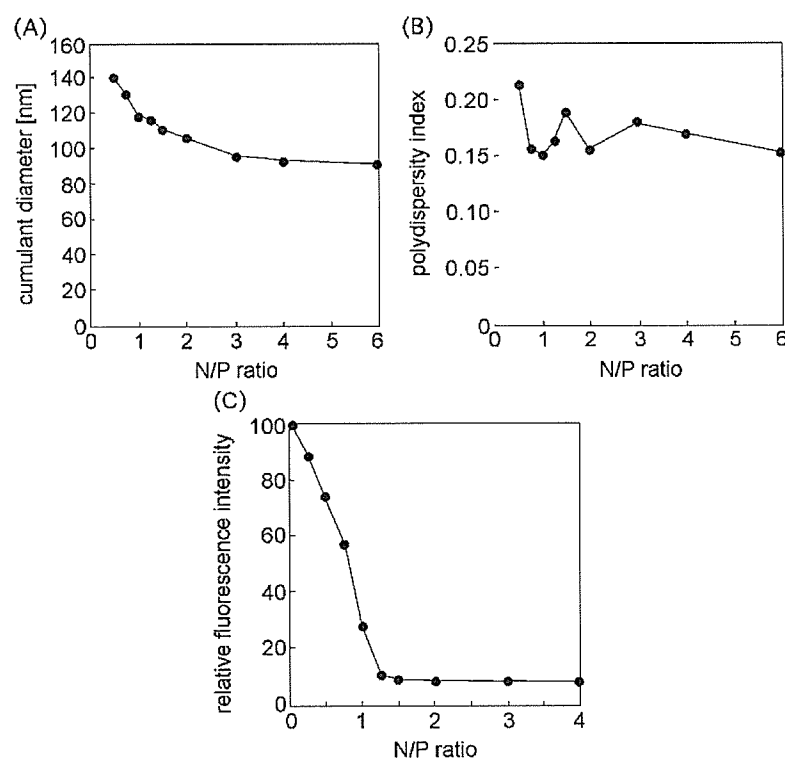 (A)
160
140
120
100
80
60
40
20
0
0 1 2 3 4 5 6
cumulant diameter [nm]
N/P ratio
(B)
0.25
0.20
0.15
0.10
0.05
0
0 1 2 3 4 5 6
polydispersity index
N/P ratio
(C)
100
80
60
40
20
0
0 1 2 3 4
relative fluorescence intensity
N/P ratio